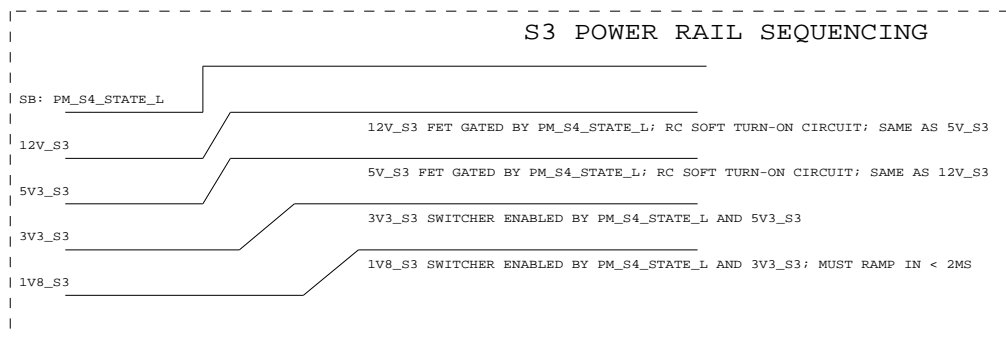 S3 POWER RAIL SEQUENCING
SB: PM_S4_STATE_L
12V_S3 FET GATED BY PM_S4_STATE_L; RC SOFT TURN-ON CIRCUIT; SAME AS 5V_S3
12V_S3
5V_S3 FET GATED BY PM_S4_STATE_L; RC SOFT TURN-ON CIRCUIT; SAME AS 12V_S3
5V3_S3
3V3_S3 SWITCHER ENABLED BY PM_S4_STATE_L AND 5V3_S3
3V3_S3
1V8_S3 SWITCHER ENABLED BY PM_S4_STATE_L AND 3V3_S3; MUST RAMP IN < 2MS
1V8_S3